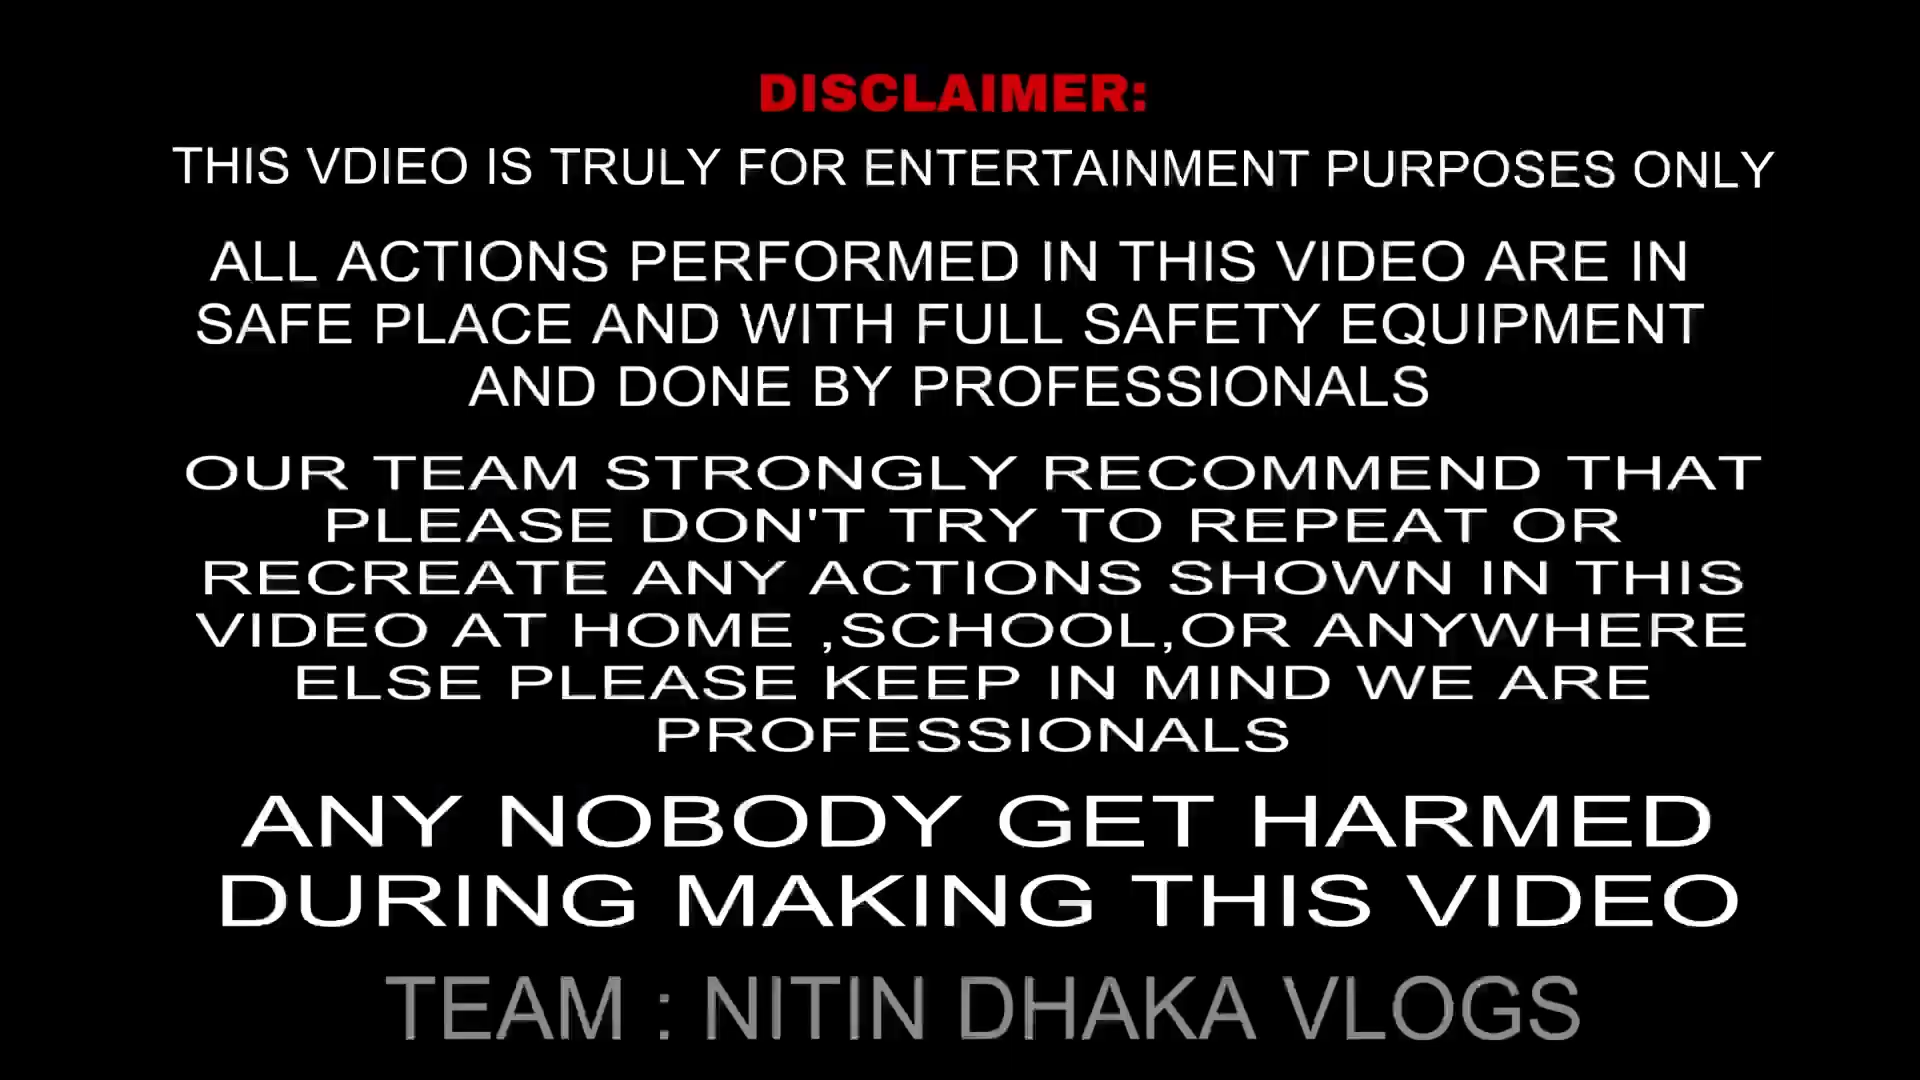 DISCLAIMER:
THIS VDIEO IS TRULY FOR ENTERTAINMENT PURPOSES ONLY
ALL ACTIONS PERFORMED IN THIS VIDEO ARE IN
SAFE PLACE AND WITH FULL SAFETY EQUIPMENT
AND DONE BY PROFESSIONALS
OUR TEAM STRONGLY RECOMMEND THAT
PLEASE DON'T TRY TO REPEAT OR
RECREATE ANY ACTIONS SHOWN IN THIS
VIDEO AT HOME ,SCHOOL,OR ANYWHERE
ELSE PLEASE KEEP IN MIND WE ARE
PROFESSIONALS
ANY NOBODY GET HARMED
DURING MAKING THIS VIDEO
TEAM : NITIN DHAKA VLOGS